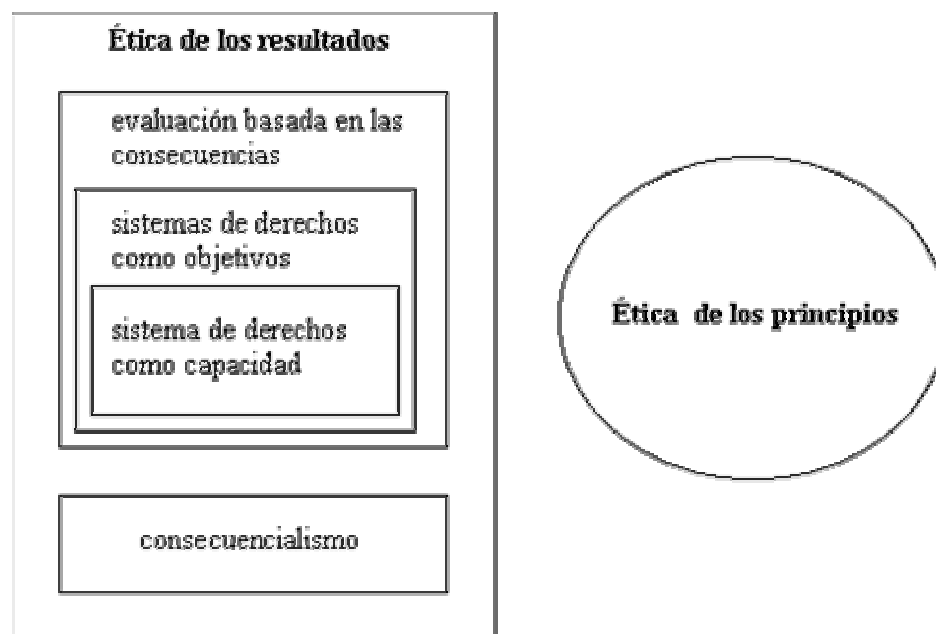 Ética de los resultados
evaluación basada en las
consecuencias
sistemas de derechos
como objetivos
sistema de derechos
como capacidad
consecuencialismo
Ética de los principios